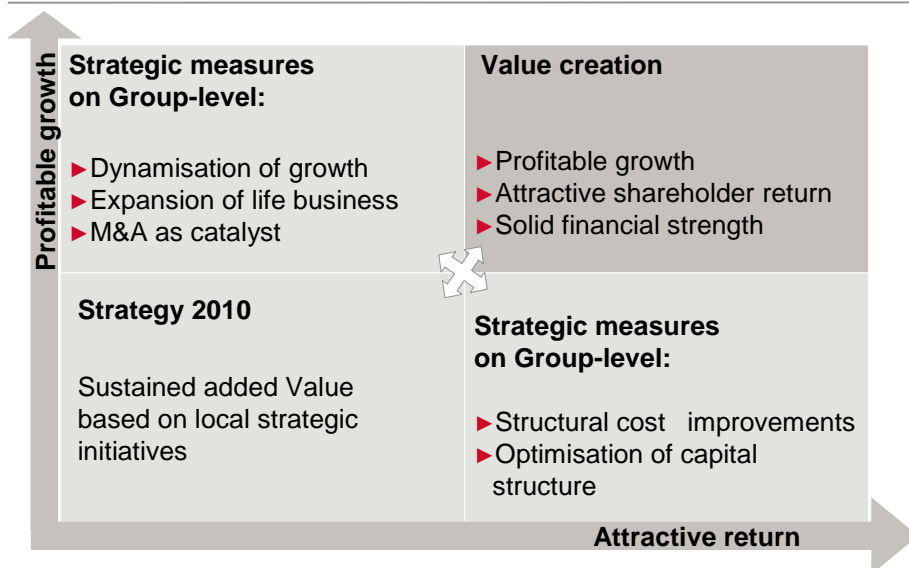 Profitable growth
Strategic measures
on Group-level:
►Dynamisation of growth
►Expansion of life business
►M&A as catalyst
Value creation
►Profitable growth
►Attractive shareholder return
►Solid financial strength
Strategy 2010
Sustained added Value
based on local strategic
initiatives
Strategic measures
on Group-level:
►Structural cost improvements
►Optimisation of capital
structure
Attractive return